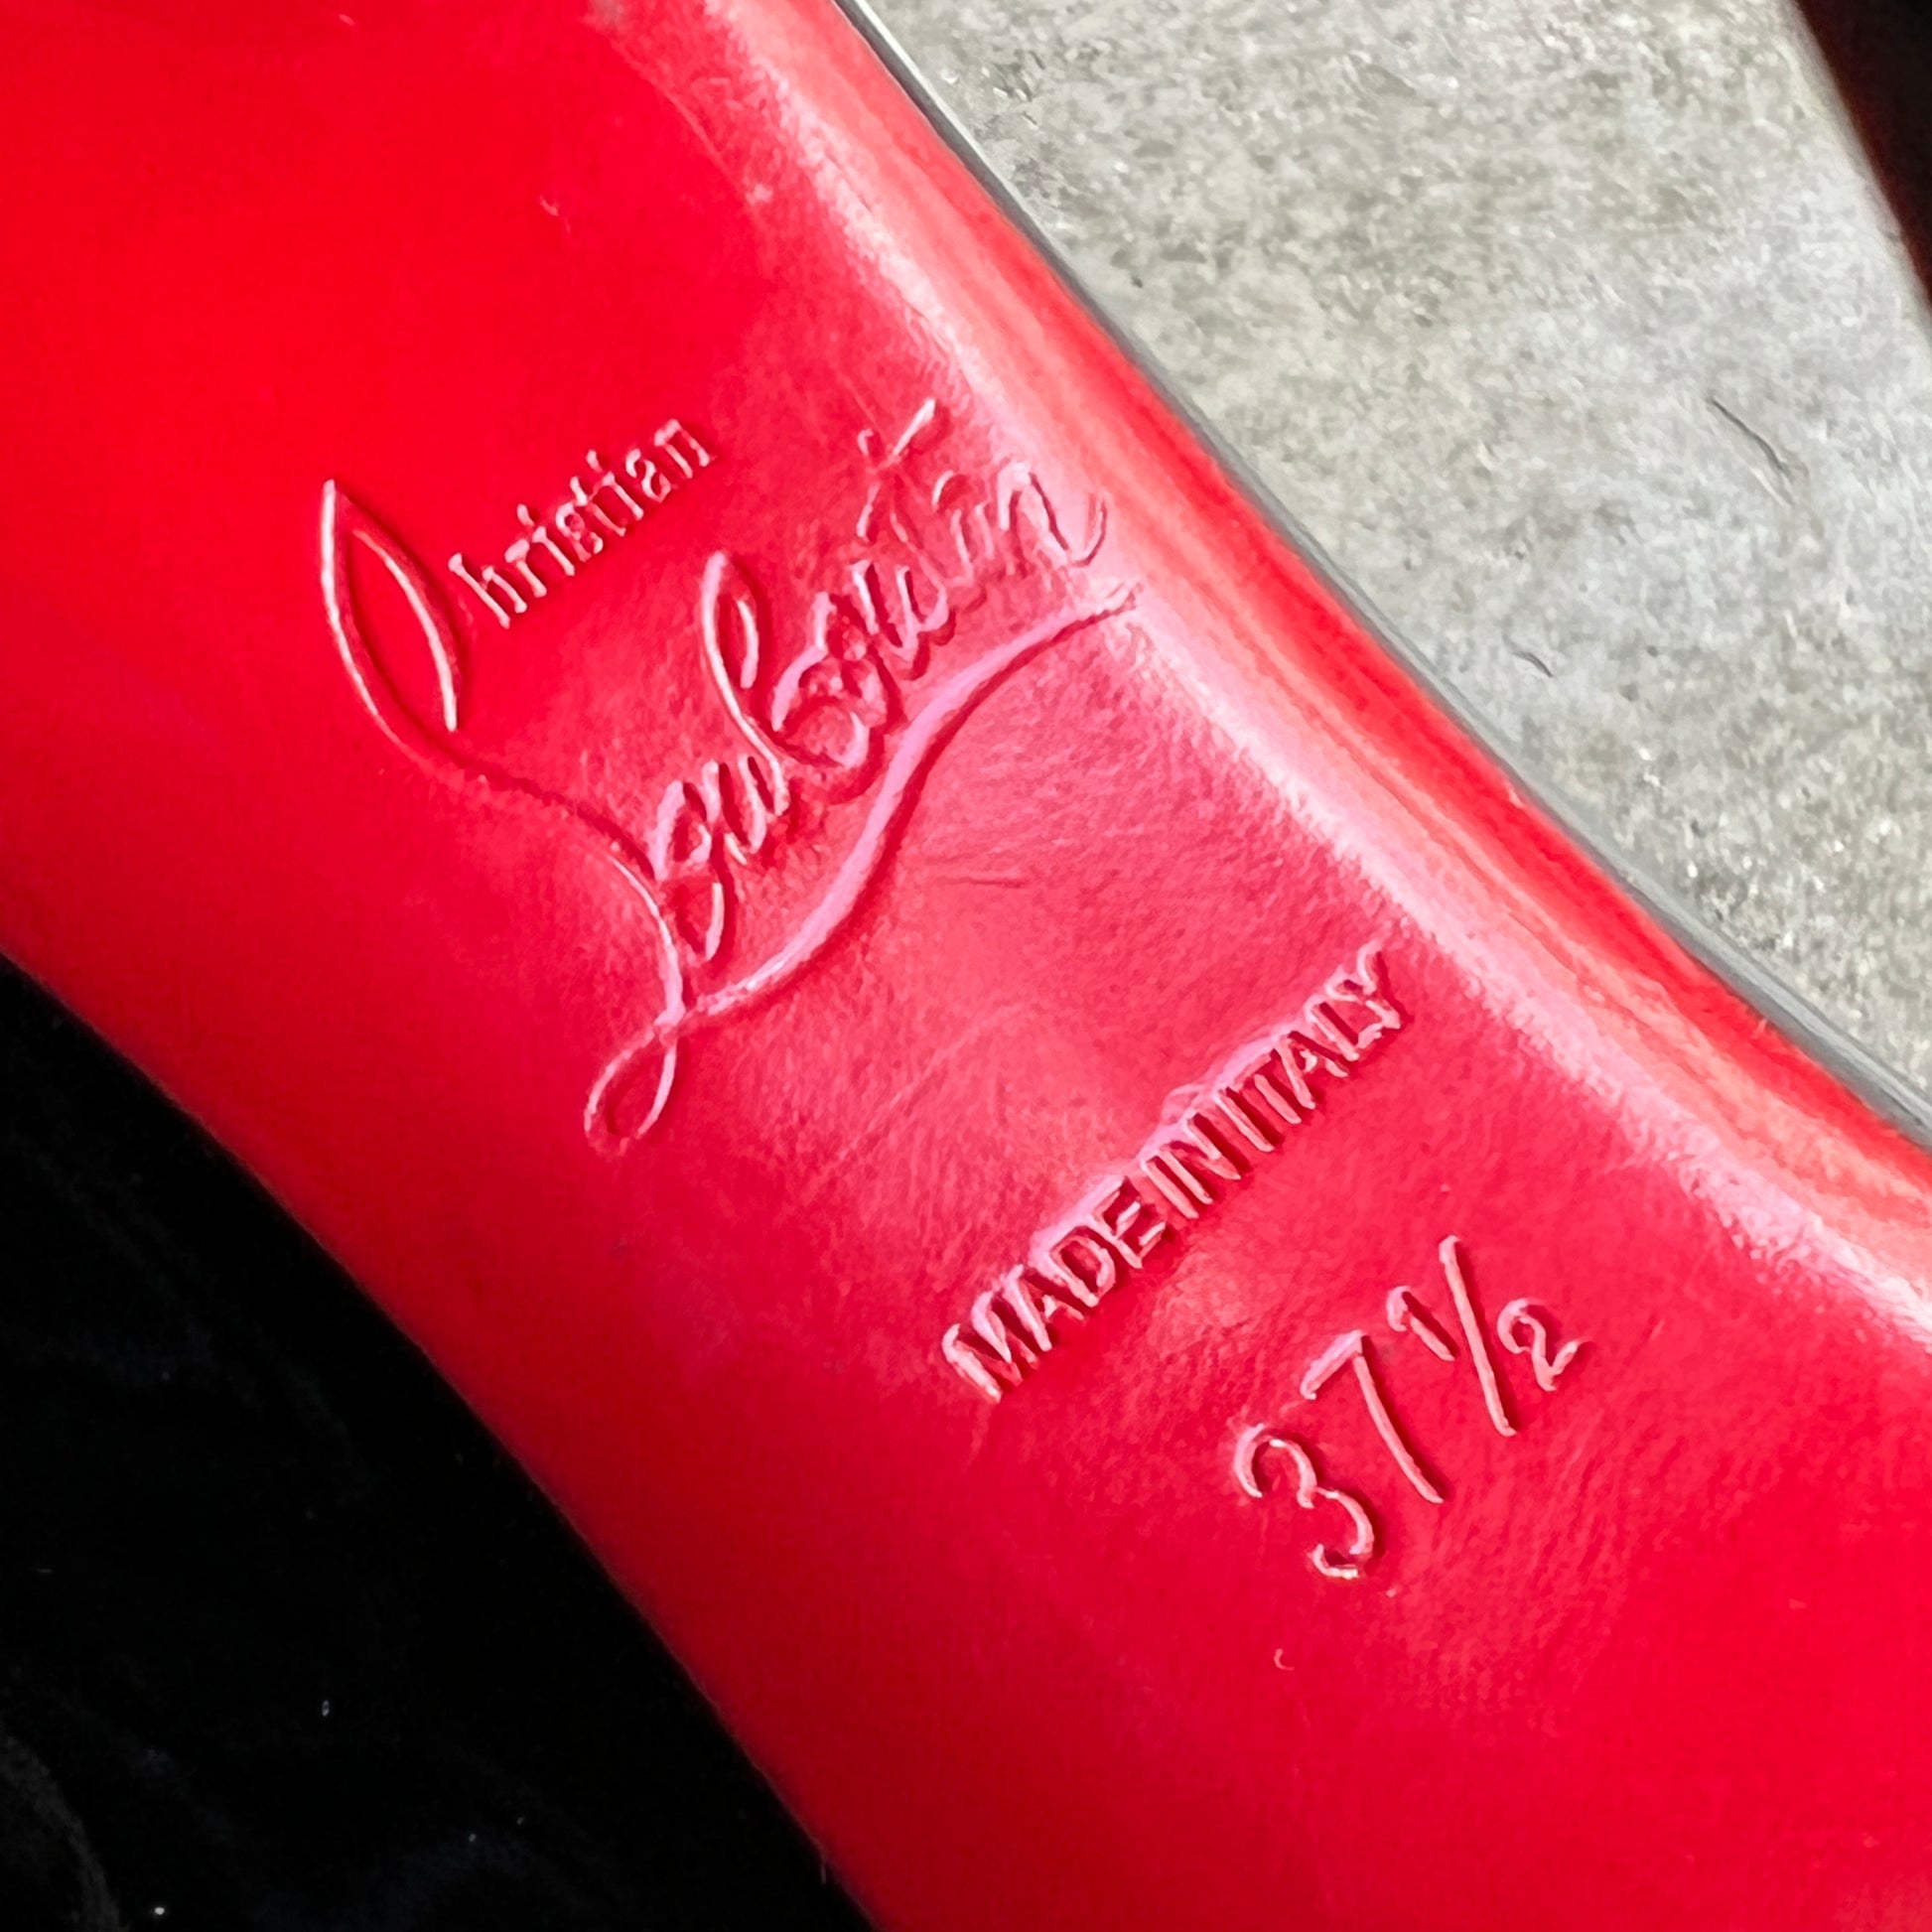 Christian
Louboutin
MADE IN ITALY
37½